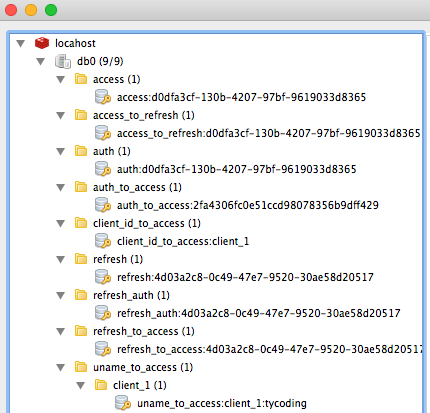 locahost
db0 (9/9)
access (1)
access:d0dfa3cf-130b-4207-97bf-9619033d8365
access_to_refresh (1)
access_to_refresh:d0dfa3cf-130b-4207-97bf-9619033d8365
auth (1)
auth:d0dfa3cf-130b-4207-97bf-9619033d8365
auth_to_access (1)
auth_to_access:2fa4306fc0e51ccd98078356b9dff429
client_id_to_access (1)
client_id_to_access:client_1
refresh (1)
refresh:4d03a2c8-0c49-47e7-9520-30ae58d20517
refresh_auth (1)
refresh_auth:4d03a2c8-0c49-47e7-9520-30ae58d20517
refresh_to_access (1)
refresh_to_access:4d03a2c8-0c49-47e7-9520-30ae58d20517
uname_to_access (1)
client_1 (1)
uname_to_access:client_1:tycoding